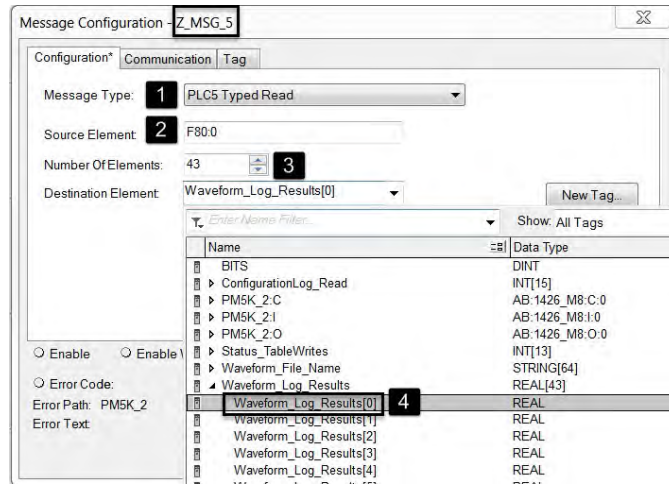 Message Configuration - Z_MSG_5
Configuration* Communication Tag
Message Type: 1 PLC5 Typed Read
Source Element: 2 F80:0
Number Of Elements: 43 3
Destination Element: Waveform_Log_Results[0] New Tag...
Enter Name Filter... Show: All Tags
Name Data Type
BITS DINT
ConfigurationLog_Read INT[15]
PM5K_2:C AB:1426_M8:C:0
PM5K_2:I AB:1426_M8:I:0
PM5K_2:O AB:1426_M8:O:0
Enable Enable Status_TableWrites INT[13]
Waveform_File_Name STRING[64]
Error Code: Waveform_Log_Results REAL[43]
Error Path: PM5K_2 Waveform_Log_Results[0] 4 REAL
Error Text: Waveform_Log_Results[1] REAL
Waveform_Log_Results[2] REAL
Waveform_Log_Results[3] REAL
Waveform_Log_Results[4] REAL